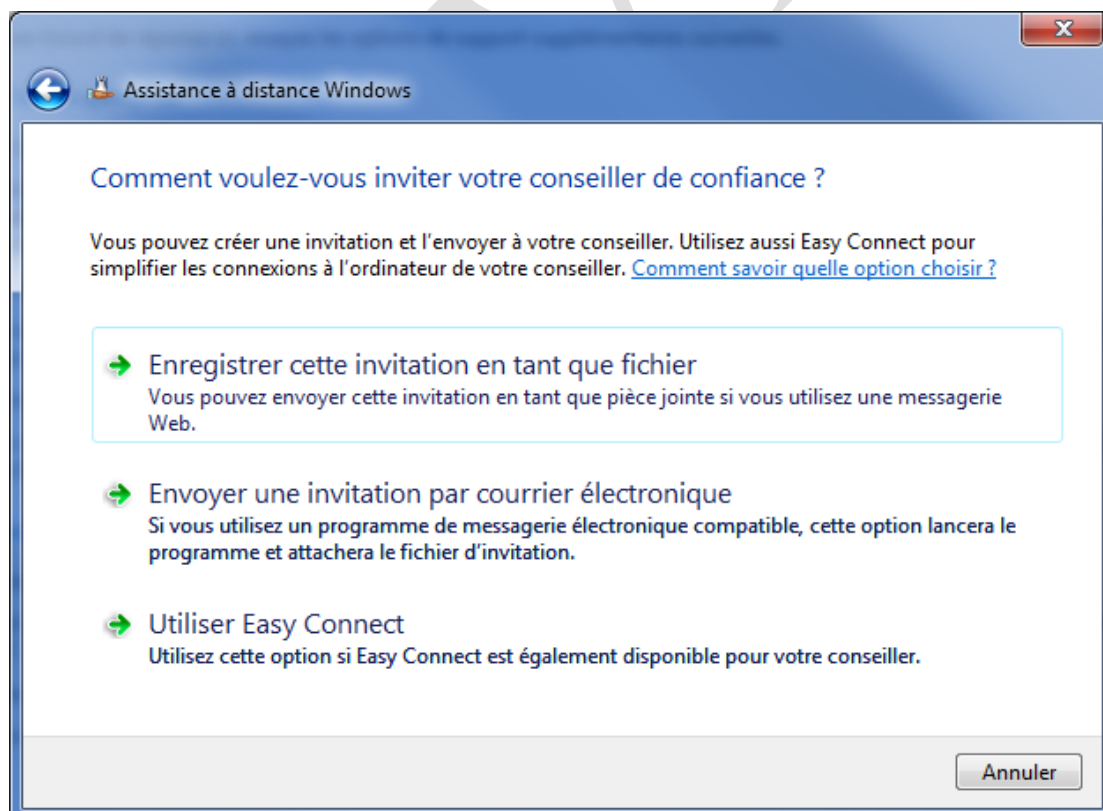 Assistance à distance Windows
Comment voulez-vous inviter votre conseiller de confiance ?
Vous pouvez créer une invitation et l'envoyer à votre conseiller. Utilisez aussi Easy Connect pour
simplifier les connexions à l'ordinateur de votre conseiller. Comment savoir quelle option choisir ?
Enregistrer cette invitation en tant que fichier
Vous pouvez envoyer cette invitation en tant que pièce jointe si vous utilisez une messagerie
Web.
Envoyer une invitation par courrier électronique
Si vous utilisez un programme de messagerie électronique compatible, cette option lancera le
programme et attachera le fichier d'invitation.
Utiliser Easy Connect
Utilisez cette option si Easy Connect est également disponible pour votre conseiller.
Annuler